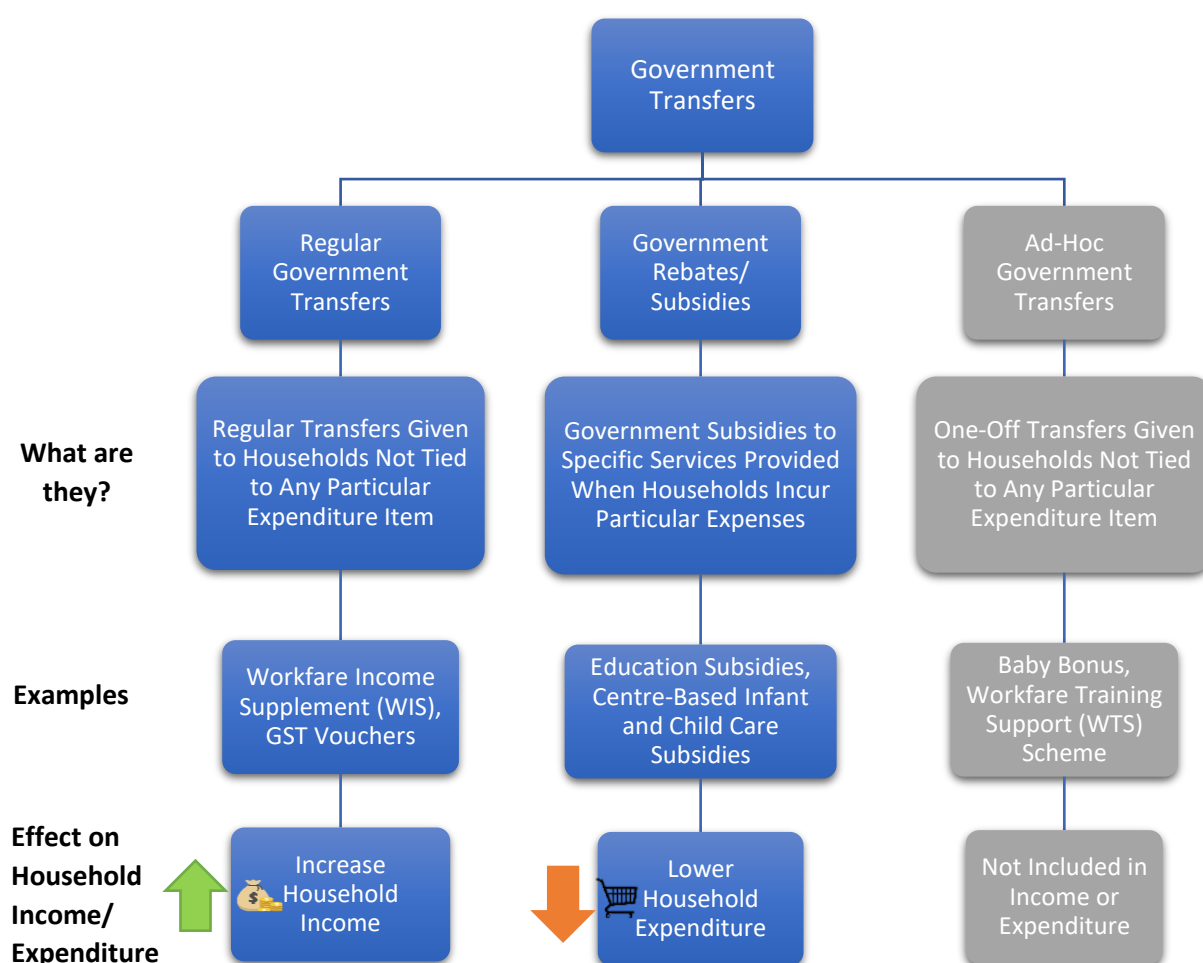 Government
Transfers
Regular
Government
Transfers
Government
Rebates/
Subsidies
Ad-Hoc
Government
Transfers
What are
they?
Regular Transfers Given
to Households Not Tied
to Any Particular
Expenditure Item
Government Subsidies to
Specific Services Provided
When Households Incur
Particular Expenses
One-Off Transfers Given
to Households Not Tied
to Any Particular
Expenditure Item
Examples
Workfare Income
Supplement (WIS),
GST Vouchers
Education Subsidies,
Centre-Based Infant
and Child Care
Subsidies
Baby Bonus,
Workfare Training
Support (WTS)
Scheme
Effect on
Household
Income/
Expenditure
$
Increase
Household
Income
Lower
Household
Expenditure
Not Included in
Income or
Expenditure